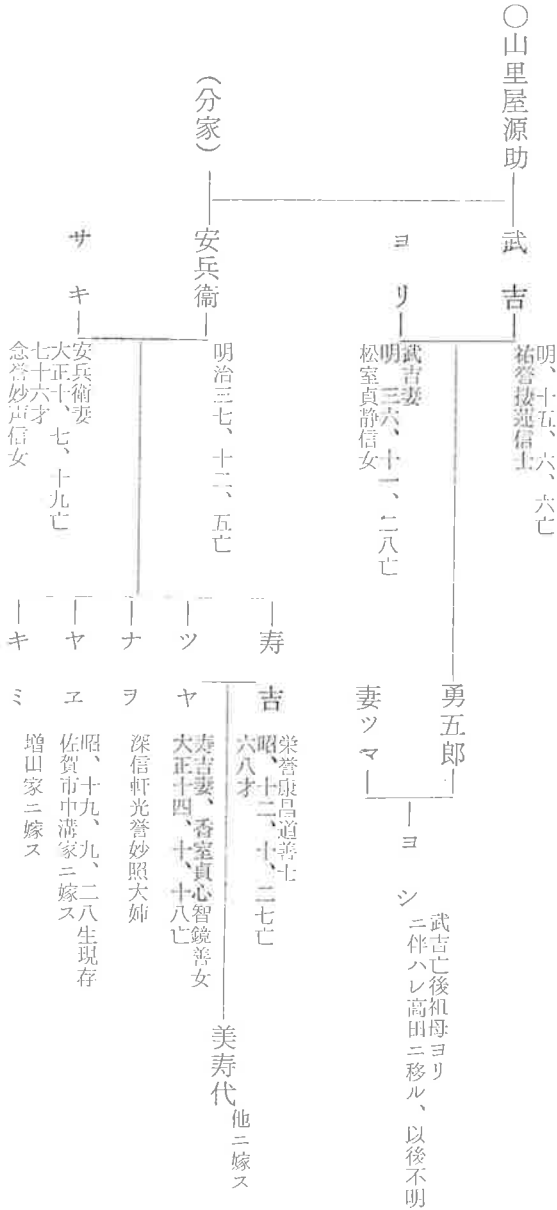 ○山里屋源助
武吉
明、十五、六、六亡
祐誉捿蓮信士
ヨリ
武吉妻
明、三六、十一、二八亡
松室貞静信女
勇五郎
妻ツマ
ヨシ
武吉亡後祖母ヨリ
ニ伴ハレ高田ニ移ル、以後不明
(分家)
安兵衞
明治三七、十二、五亡
サキ
安兵衞妻
大正十、七、十九亡
七十六才
念誉妙声信女
寿吉
栄誉康昌道善士
昭、十二、十、二七亡
六八才
ツヤ
寿吉妻、香室貞心智鏡善女
大正十四、十、十八亡
美寿代
他ニ嫁ス
ナヲ
深信軒光誉妙照大姉
ヤヱ
昭、十九、九、二八生現存
佐賀市中溝家ニ嫁ス
キミ
増田家ニ嫁ス